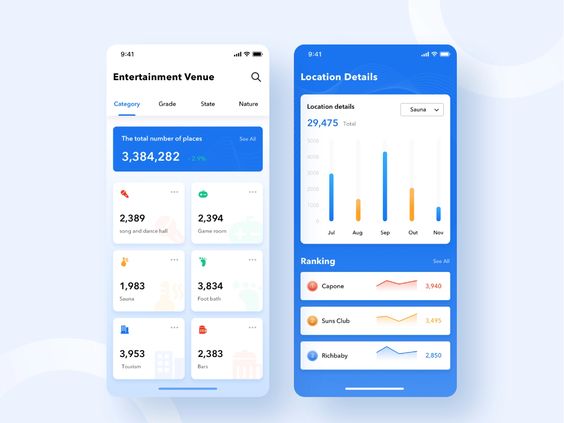 9:41
Entertainment Venue
Category Grade State Nature
The total number of places See All
3,384,282 - 2.9%
2,389
song and dance hall
2,394
Game room
1,983
Sauna
3,834
Foot bath
3,953
Tourism
2,383
Bars
9:41
Location Details
Location details
Sauna
29,475 Total
5000
4000
3000
2000
1000
0
Jul Aug Sep Out Nov
Ranking See All
1 Capone 3,940
2 Suns Club 3,495
3 Richbaby 2,850